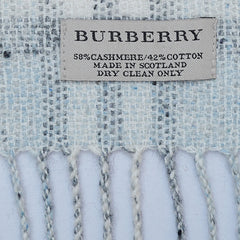 BURBERRY
58%CASHMERE/42%COTTON
MADE IN SCOTLAND
DRY CLEAN ONLY